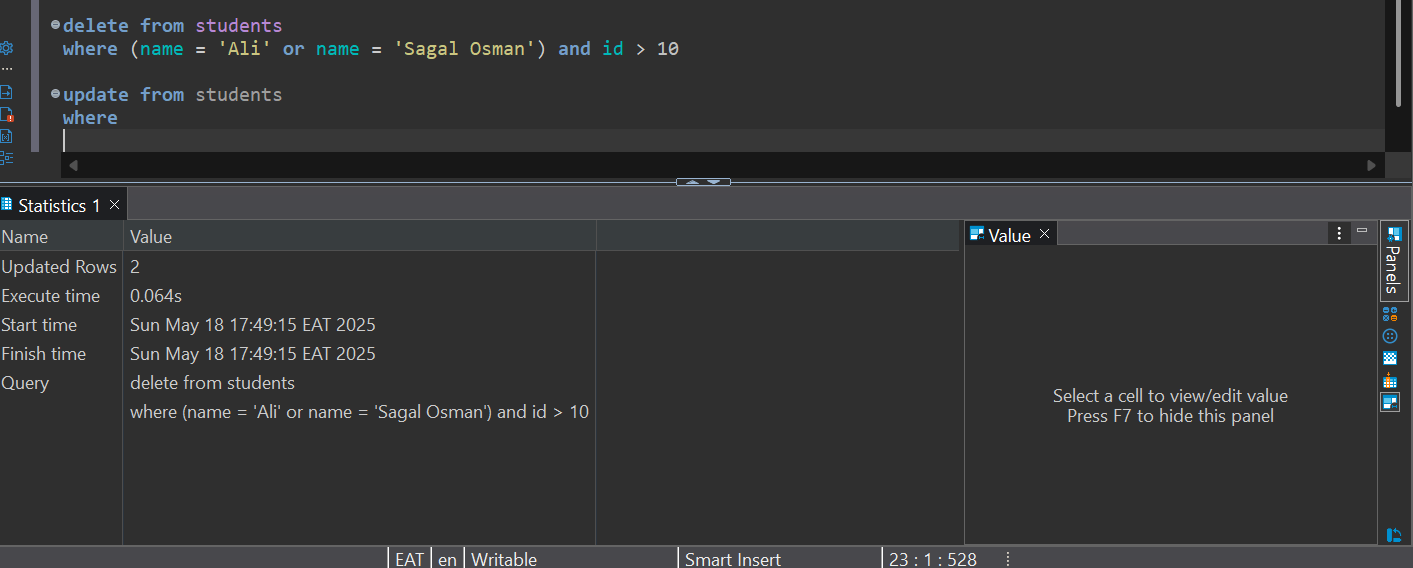 delete from students
where (name = 'Ali' or name = 'Sagal Osman') and id > 10
update from students
where
Statistics 1
Name Value
Updated Rows 2
Execute time 0.064s
Start time Sun May 18 17:49:15 EAT 2025
Finish time Sun May 18 17:49:15 EAT 2025
Query delete from students
where (name = 'Ali' or name = 'Sagal Osman') and id > 10
Value
Select a cell to view/edit value
Press F7 to hide this panel
Panels
EAT en Writable Smart Insert 23 : 1 : 528